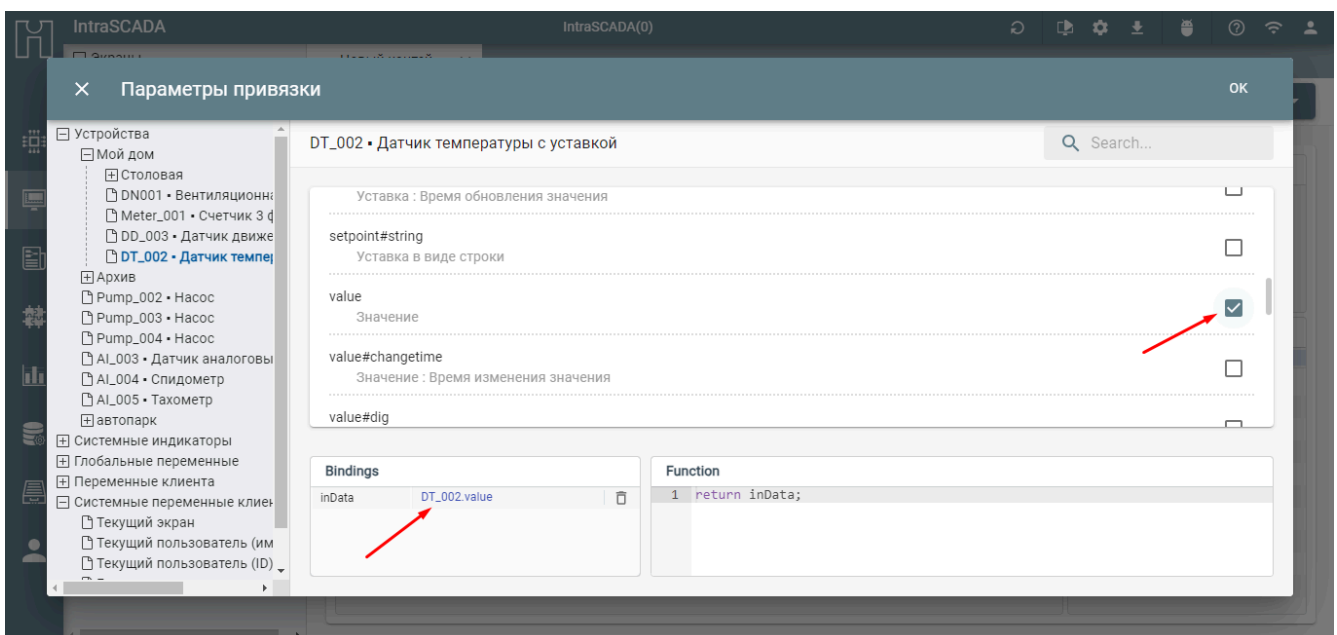 IntraSCADA
IntraSCADA(0)
Экраны
Параметры привязки
OK
Устройства
Мой дом
Столовая
DN001 • Вентиляционна
Meter_001 • Счетчик 3 ф
DD_003 • Датчик движе
DT_002 • Датчик темпер
Архив
Pump_002 • Насос
Pump_003 • Насос
Pump_004 • Насос
AI_003 • Датчик аналоговы
AI_004 • Спидометр
AI_005 • Тахометр
автопарк
Системные индикаторы
Глобальные переменные
Переменные клиента
Системные переменные клиен
Текущий экран
Текущий пользователь (им
Текущий пользователь (ID)
DT_002 • Датчик температуры с уставкой
Search...
Уставка : Время обновления значения
setpoint#string
Уставка в виде строки
value
Значение
value#changetime
Значение : Время изменения значения
value#dig
Bindings
inData DT_002.value
Function
1 return inData;